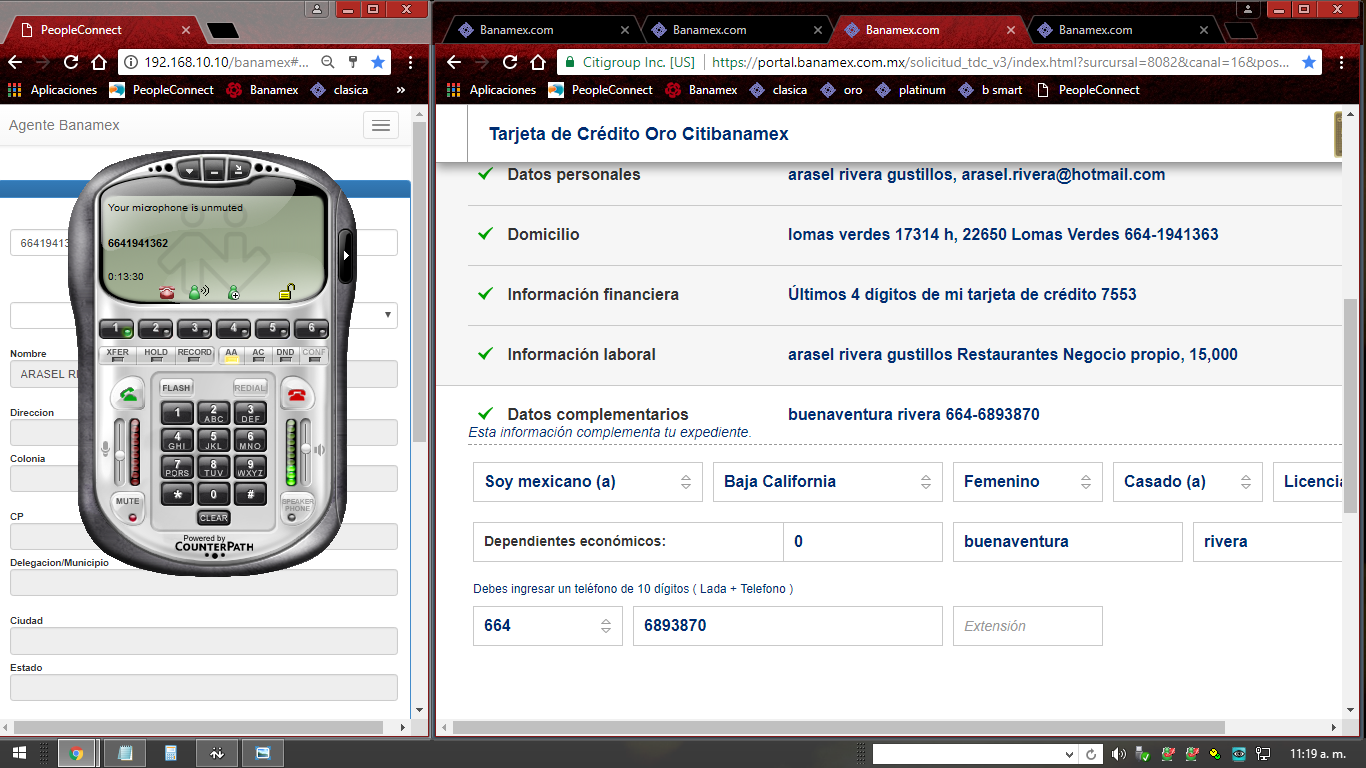 PeopleConnect
192.168.10.10/banamex#...
Aplicaciones PeopleConnect Banamex clasica »
Agente Banamex
Your microphone is unmuted
6641941362
0:13:30
1 2 3 4 5 6
XFER HOLD RECORD AA AC DND CONF
FLASH REDIAL
1 2 ABC 3 DEF
4 GHI 5 JKL 6 MNO
7 PQRS 8 TUV 9 WXYZ
* 0 #
MUTE SPEAKER PHONE
CLEAR
Powered by
COUNTERPATH
6641941
Nombre
ARASEL
Direccion
Colonia
CP
Delegacion/Municipio
Ciudad
Estado
Banamex.com Banamex.com Banamex.com Banamex.com
Citigroup Inc. [US] https://portal.banamex.com.mx/solicitud_tdc_v3/index.html?surcursal=8082&canal=16&pos...
Aplicaciones PeopleConnect Banamex clasica oro platinum b smart PeopleConnect
Tarjeta de Crédito Oro Citibanamex
Datos personales arasel rivera gustillos, arasel.rivera@hotmail.com
Domicilio lomas verdes 17314 h, 22650 Lomas Verdes 664-1941363
Información financiera Últimos 4 dígitos de mi tarjeta de crédito 7553
Información laboral arasel rivera gustillos Restaurantes Negocio propio, 15,000
Datos complementarios buenaventura rivera 664-6893870
Esta información complementa tu expediente.
Soy mexicano (a) Baja California Femenino Casado (a) Licencia
Dependientes económicos: 0 buenaventura rivera
Debes ingresar un teléfono de 10 dígitos ( Lada + Telefono )
664 6893870 Extensión
11:19 a. m.